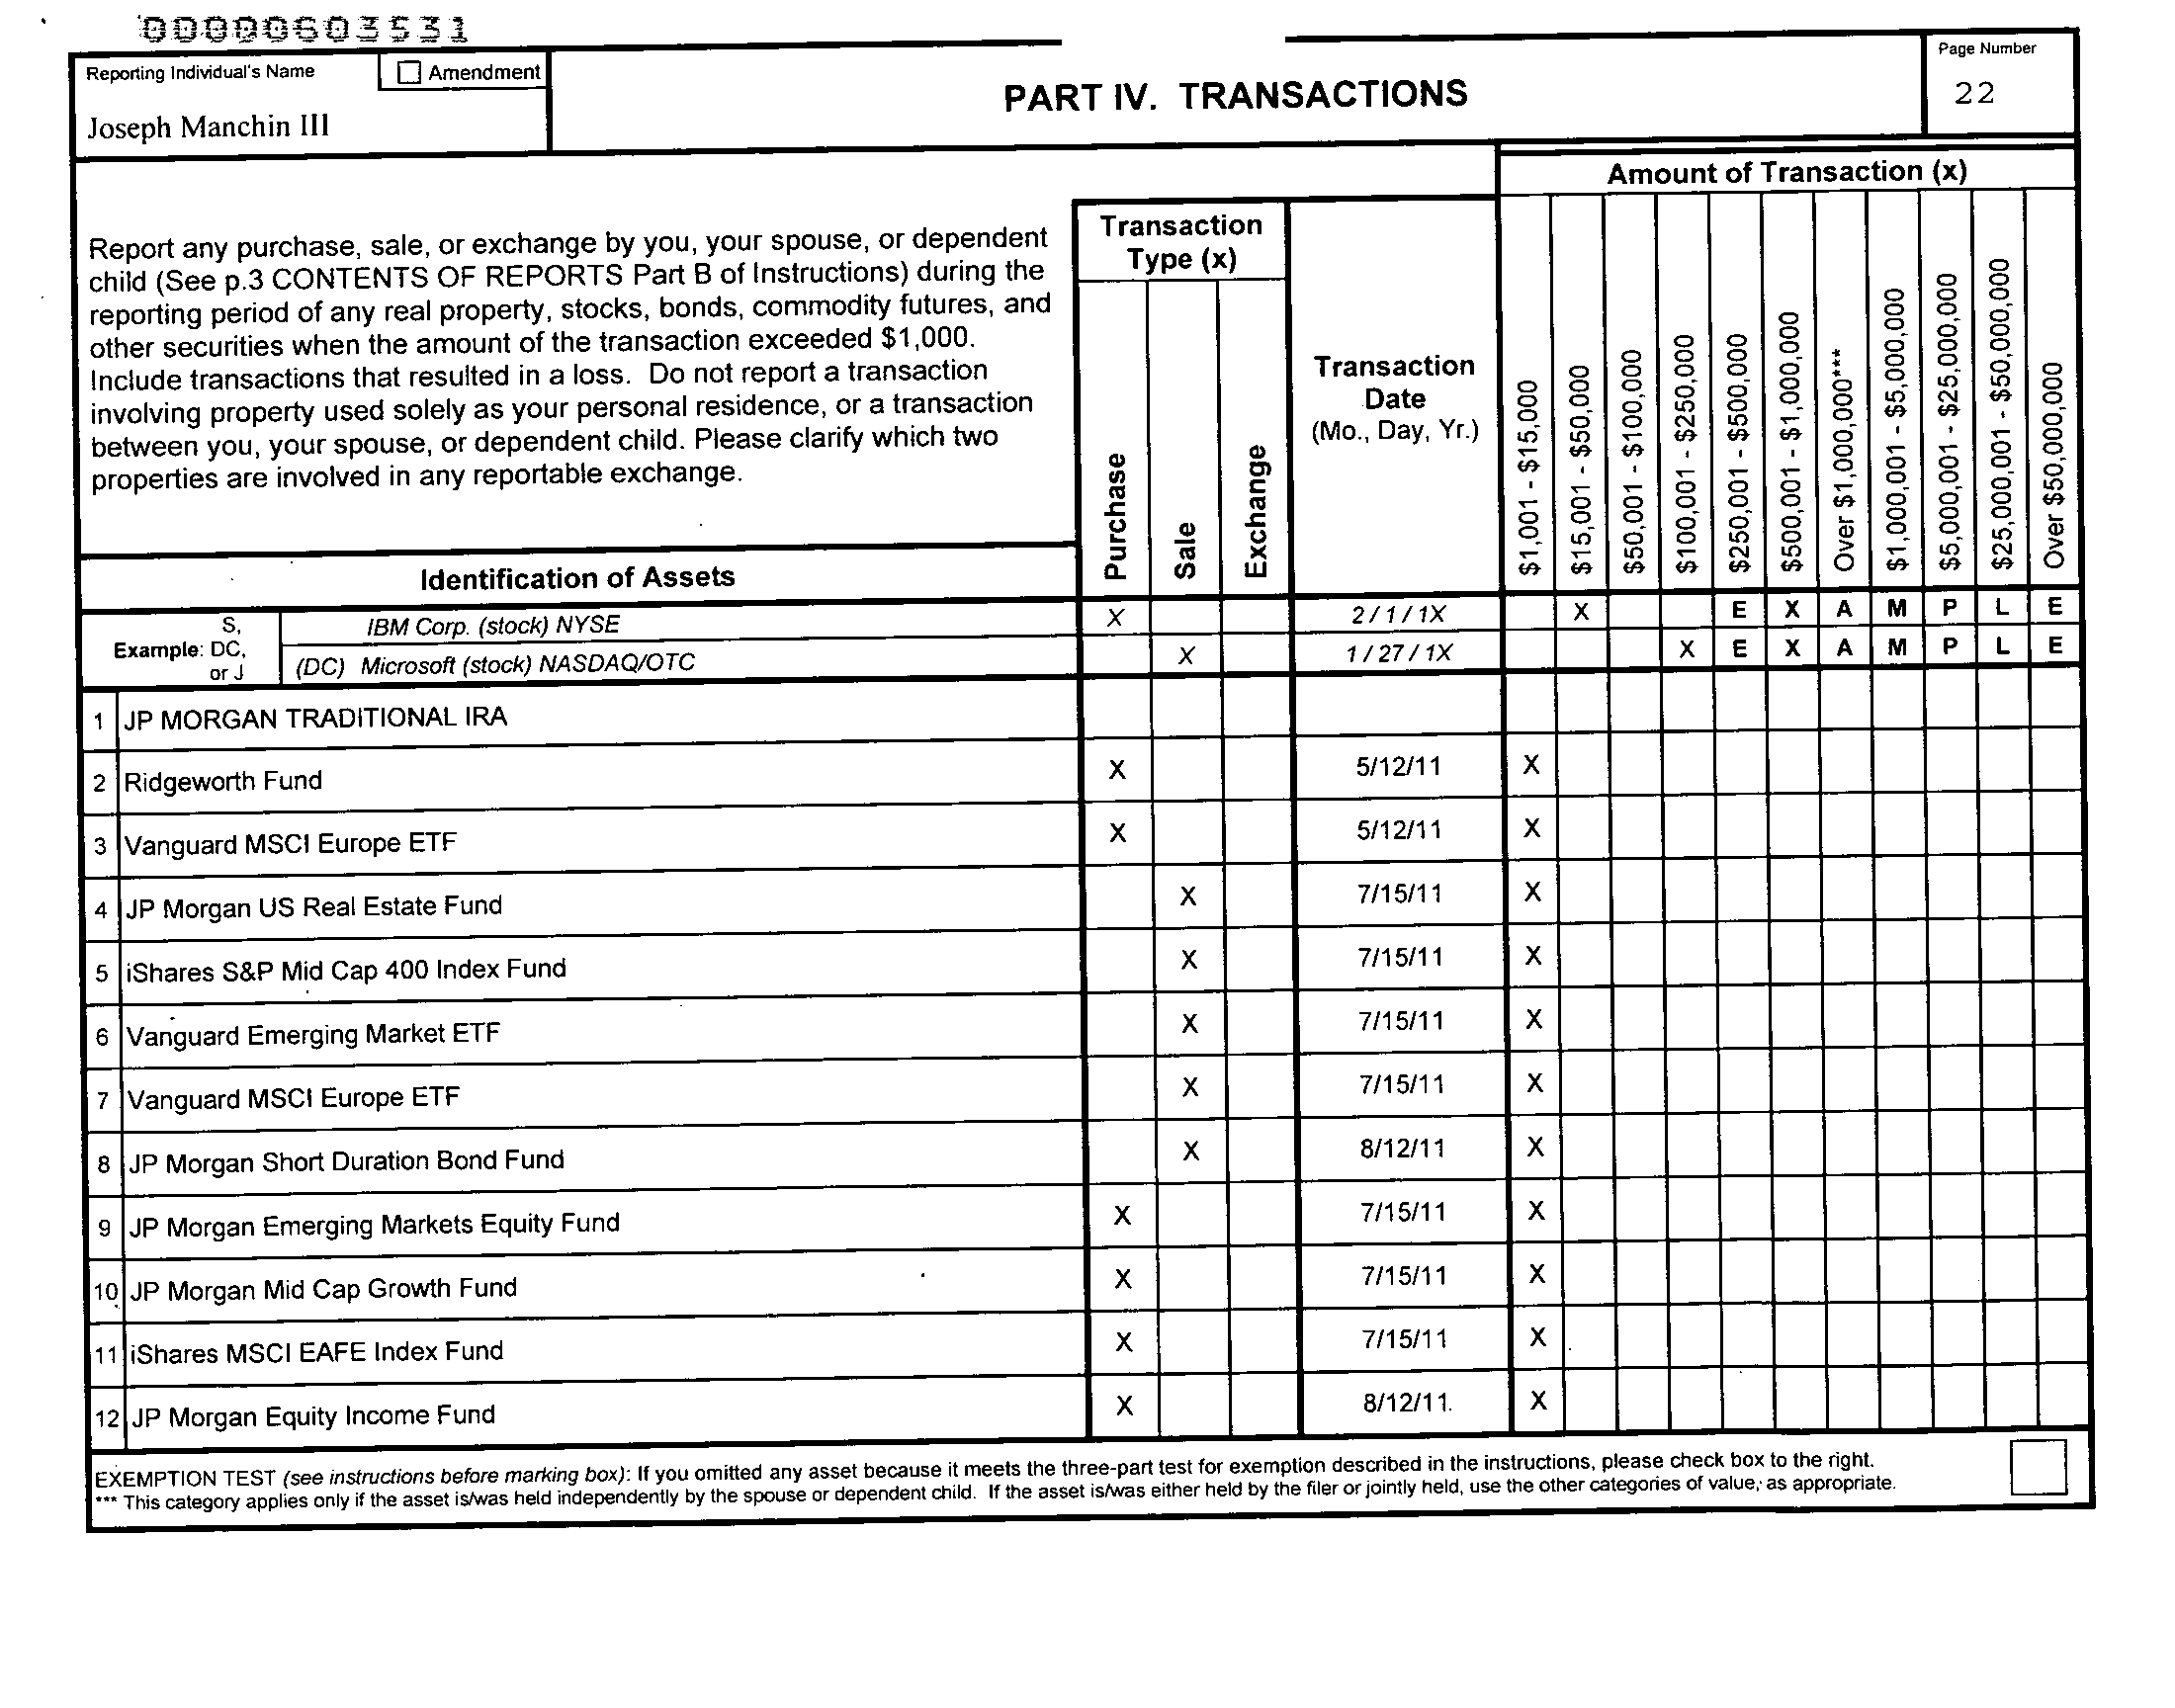 00000603531
Reporting Individual's Name
Amendment
Joseph Manchin III
PART IV. TRANSACTIONS
Page Number
22
Report any purchase, sale, or exchange by you, your spouse, or dependent
child (See p.3 CONTENTS OF REPORTS Part B of Instructions) during the
reporting period of any real property, stocks, bonds, commodity futures, and
other securities when the amount of the transaction exceeded $1,000.
Include transactions that resulted in a loss. Do not report a transaction
involving property used solely as your personal residence, or a transaction
between you, your spouse, or dependent child. Please clarify which two
properties are involved in any reportable exchange.
Identification of Assets
Transaction
Type (x)
Purchase
Sale
Exchange
Transaction
Date
(Mo., Day, Yr.)
Amount of Transaction (x)
$1,001 - $15,000
$15,001 - $50,000
$50,001 - $100,000
$100,001 - $250,000
$250,001 - $500,000
$500,001 - $1,000,000
Over $1,000,000***
$1,000,001 - $5,000,000
$5,000,001 - $25,000,000
$25,000,001 - $50,000,000
Over $50,000,000
Example: S, DC, or J
IBM Corp. (stock) NYSE X 2 / 1 / 1X X E X A M P L E
(DC) Microsoft (stock) NASDAQ/OTC X 1 / 27 / 1X X E X A M P L E
1 JP MORGAN TRADITIONAL IRA
2 Ridgeworth Fund X 5/12/11 X
3 Vanguard MSCI Europe ETF X 5/12/11 X
4 JP Morgan US Real Estate Fund X 7/15/11 X
5 iShares S&P Mid Cap 400 Index Fund X 7/15/11 X
6 Vanguard Emerging Market ETF X 7/15/11 X
7 Vanguard MSCI Europe ETF X 7/15/11 X
8 JP Morgan Short Duration Bond Fund X 8/12/11 X
9 JP Morgan Emerging Markets Equity Fund X 7/15/11 X
10 JP Morgan Mid Cap Growth Fund X 7/15/11 X
11 iShares MSCI EAFE Index Fund X 7/15/11 X
12 JP Morgan Equity Income Fund X 8/12/11 X
EXEMPTION TEST (see instructions before marking box): If you omitted any asset because it meets the three-part test for exemption described in the instructions, please check box to the right.
*** This category applies only if the asset is/was held independently by the spouse or dependent child. If the asset is/was either held by the filer or jointly held, use the other categories of value, as appropriate.